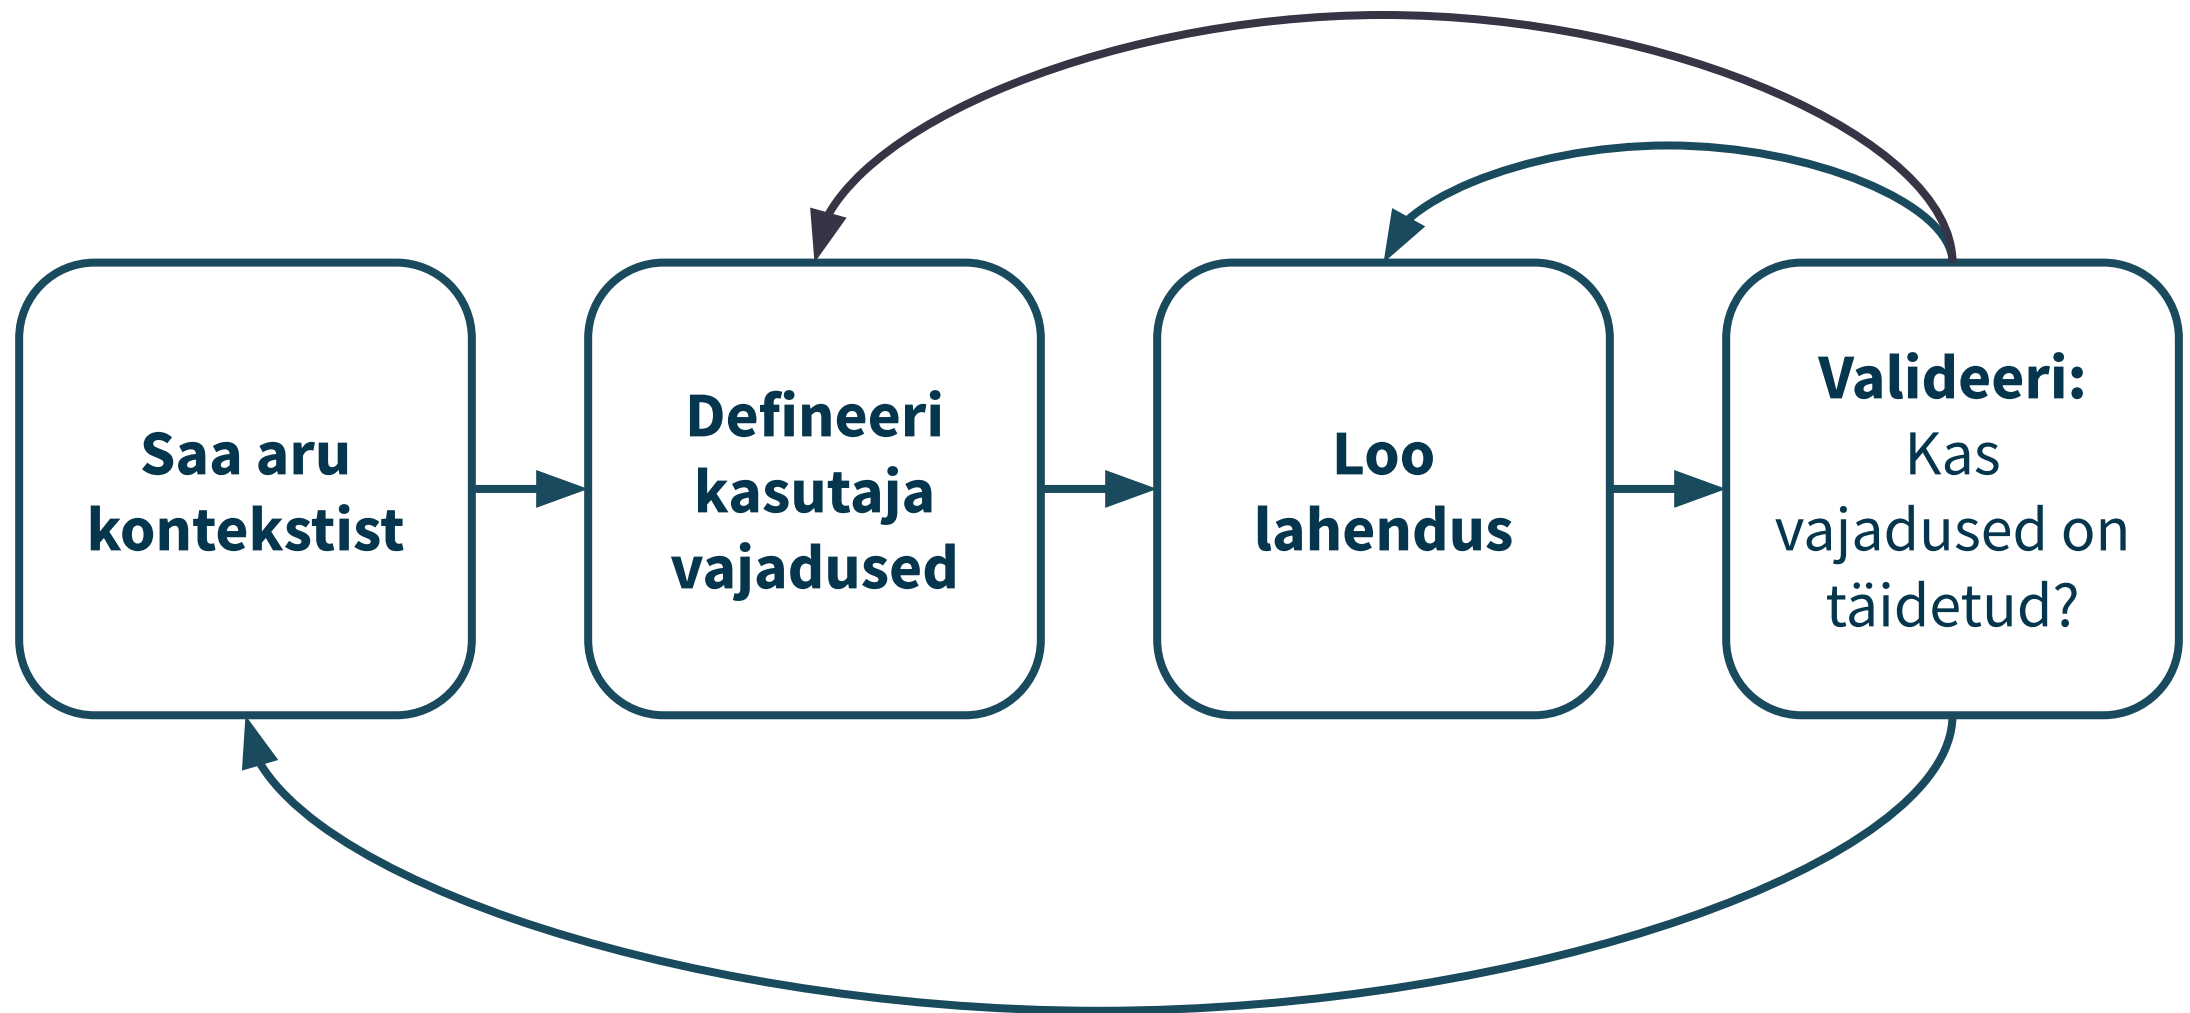 Saa aru
kontekstist
Defineeri
kasutaja
vajadused
Loo
lahendus
Valideeri:
Kas
vajadused on
täidetud?